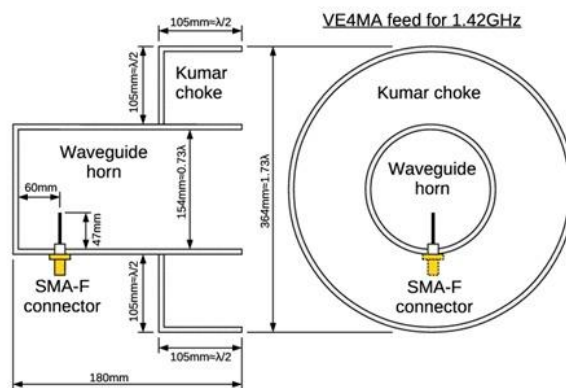 VE4MA feed for 1.42GHz
105mm=λ/2
105mm=λ/2
Kumar
choke
Waveguide
horn
60mm
47mm
154mm=0.73λ
364mm=1.73λ
SMA-F
connector
105mm=λ/2
105mm=λ/2
180mm
Kumar choke
Waveguide
horn
SMA-F
connector